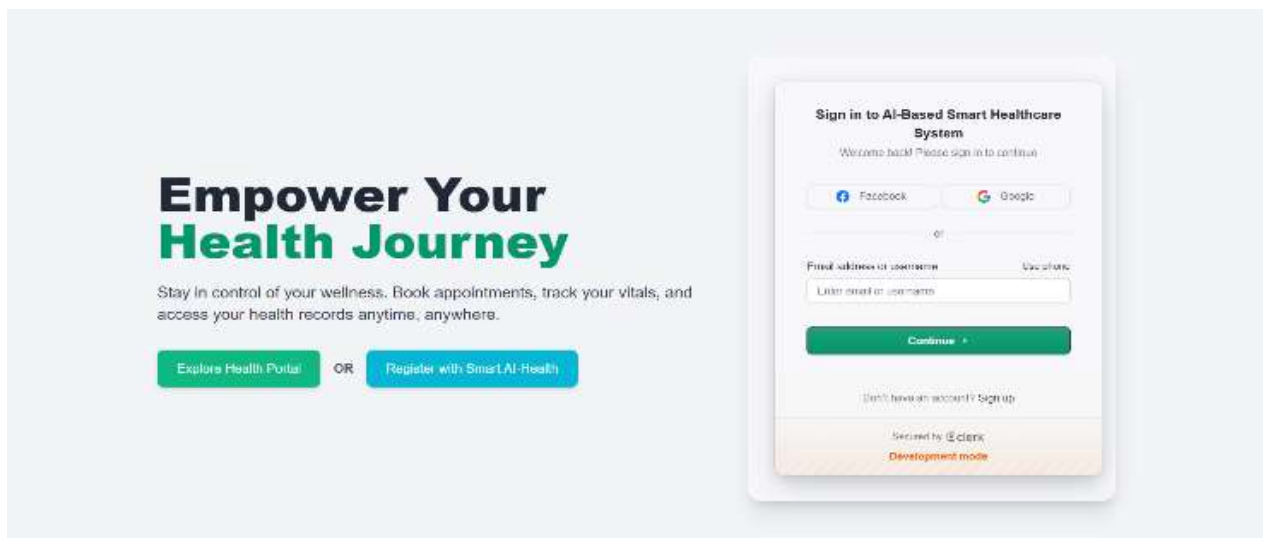 Empower Your
Health Journey
Stay in control of your wellness. Book appointments, track your vitals, and
access your health records anytime, anywhere.
Explore Health Portal OR Register with Smart AI-Health
Sign in to AI-Based Smart Healthcare
System
Welcome back! Please sign in to continue
Facebook Google
or
Email address or username Use phone
Enter email or username
Continue
Don't have an account? Sign up
Secured by clerk
Development mode